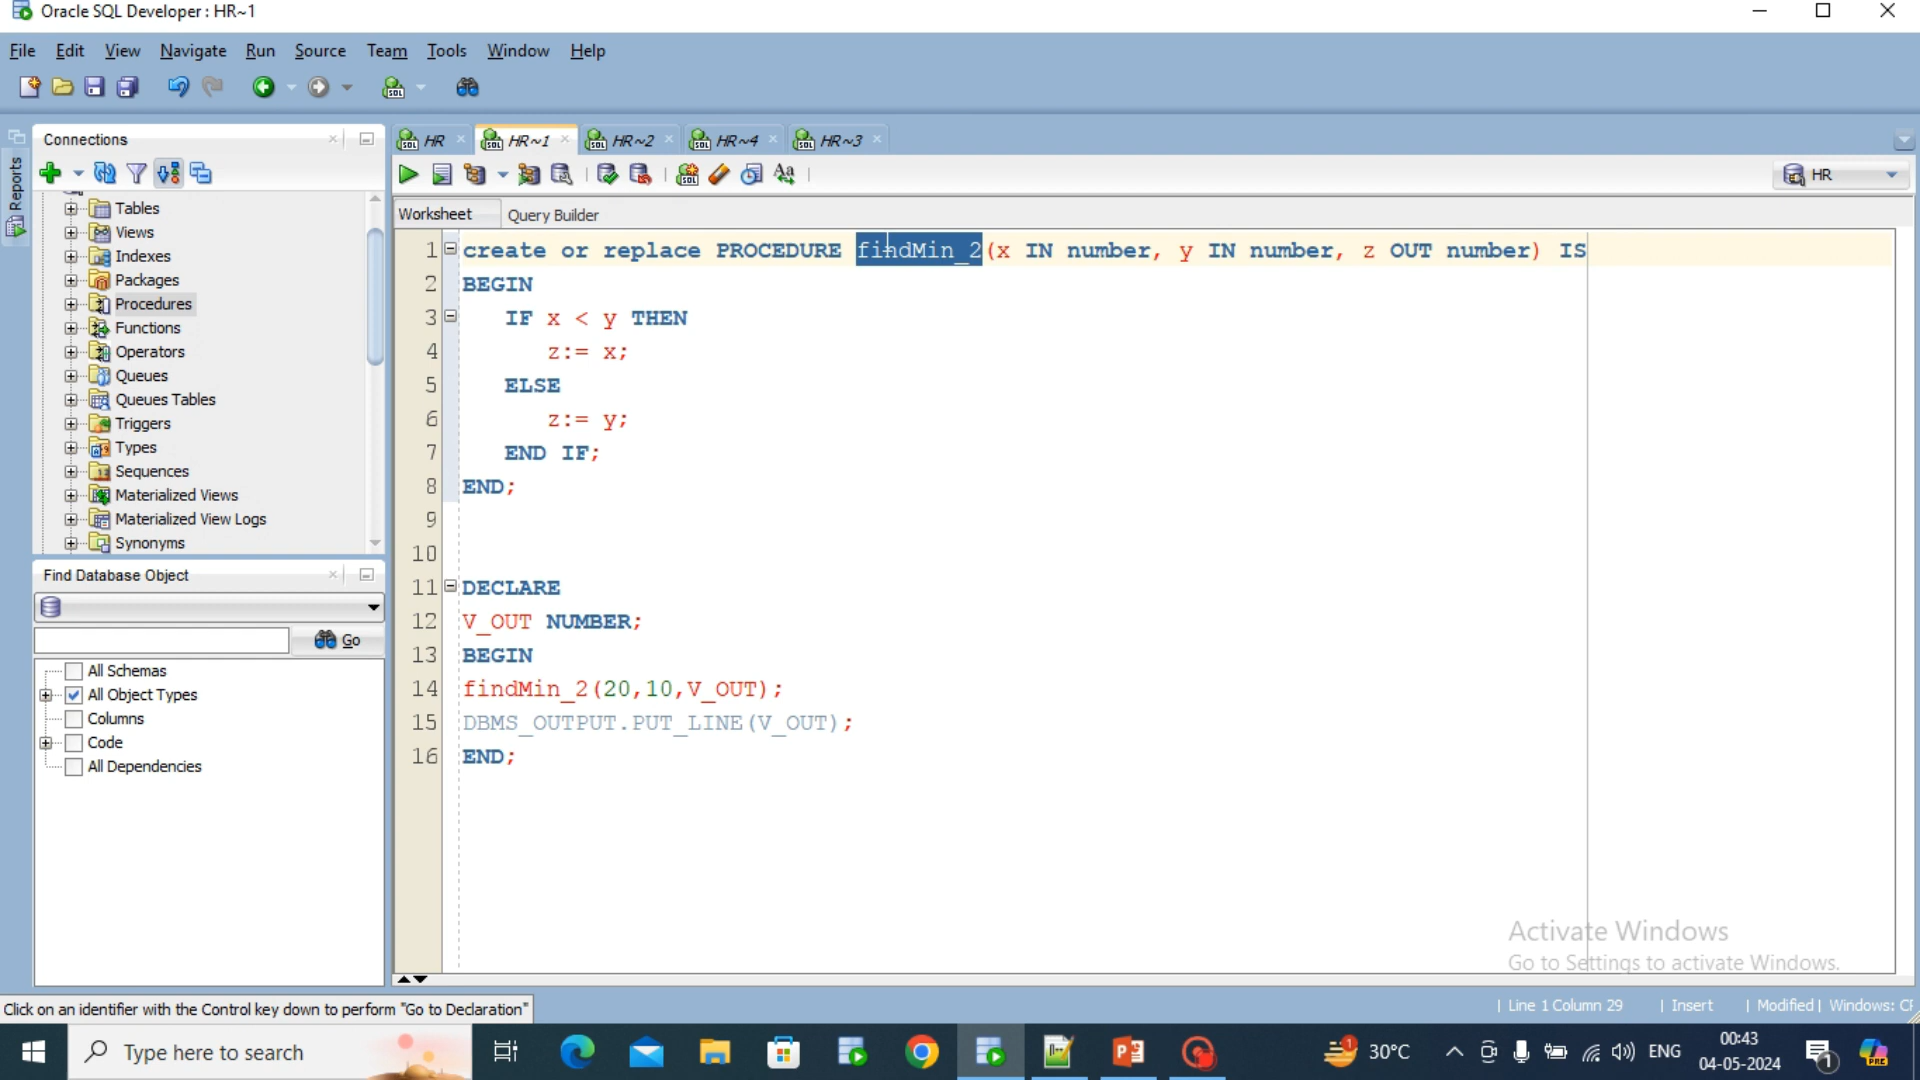 Oracle SQL Developer : HR~1
File Edit View Navigate Run Source Team Tools Window Help
Reports
Connections
Tables
Views
Indexes
Packages
Procedures
Functions
Operators
Queues
Queues Tables
Triggers
Types
Sequences
Materialized Views
Materialized View Logs
Synonyms
Find Database Object
Go
All Schemas
All Object Types
Columns
Code
All Dependencies
HR HR~1 HR~2 HR~4 HR~3
HR
Worksheet Query Builder
1 create or replace PROCEDURE findMin_2(x IN number, y IN number, z OUT number) IS
2 BEGIN
3 IF x < y THEN
4 z:= x;
5 ELSE
6 z:= y;
7 END IF;
8 END;
9
10
11 DECLARE
12 V_OUT NUMBER;
13 BEGIN
14 findMin_2(20,10,V_OUT);
15 DBMS_OUTPUT.PUT_LINE(V_OUT);
16 END;
Activate Windows
Go to Settings to activate Windows.
Click on an identifier with the Control key down to perform "Go to Declaration"
| Line 1 Column 29 | Insert | Modified | Windows: CF
Type here to search
1 30°C ENG 00:43
04-05-2024
1
PRE